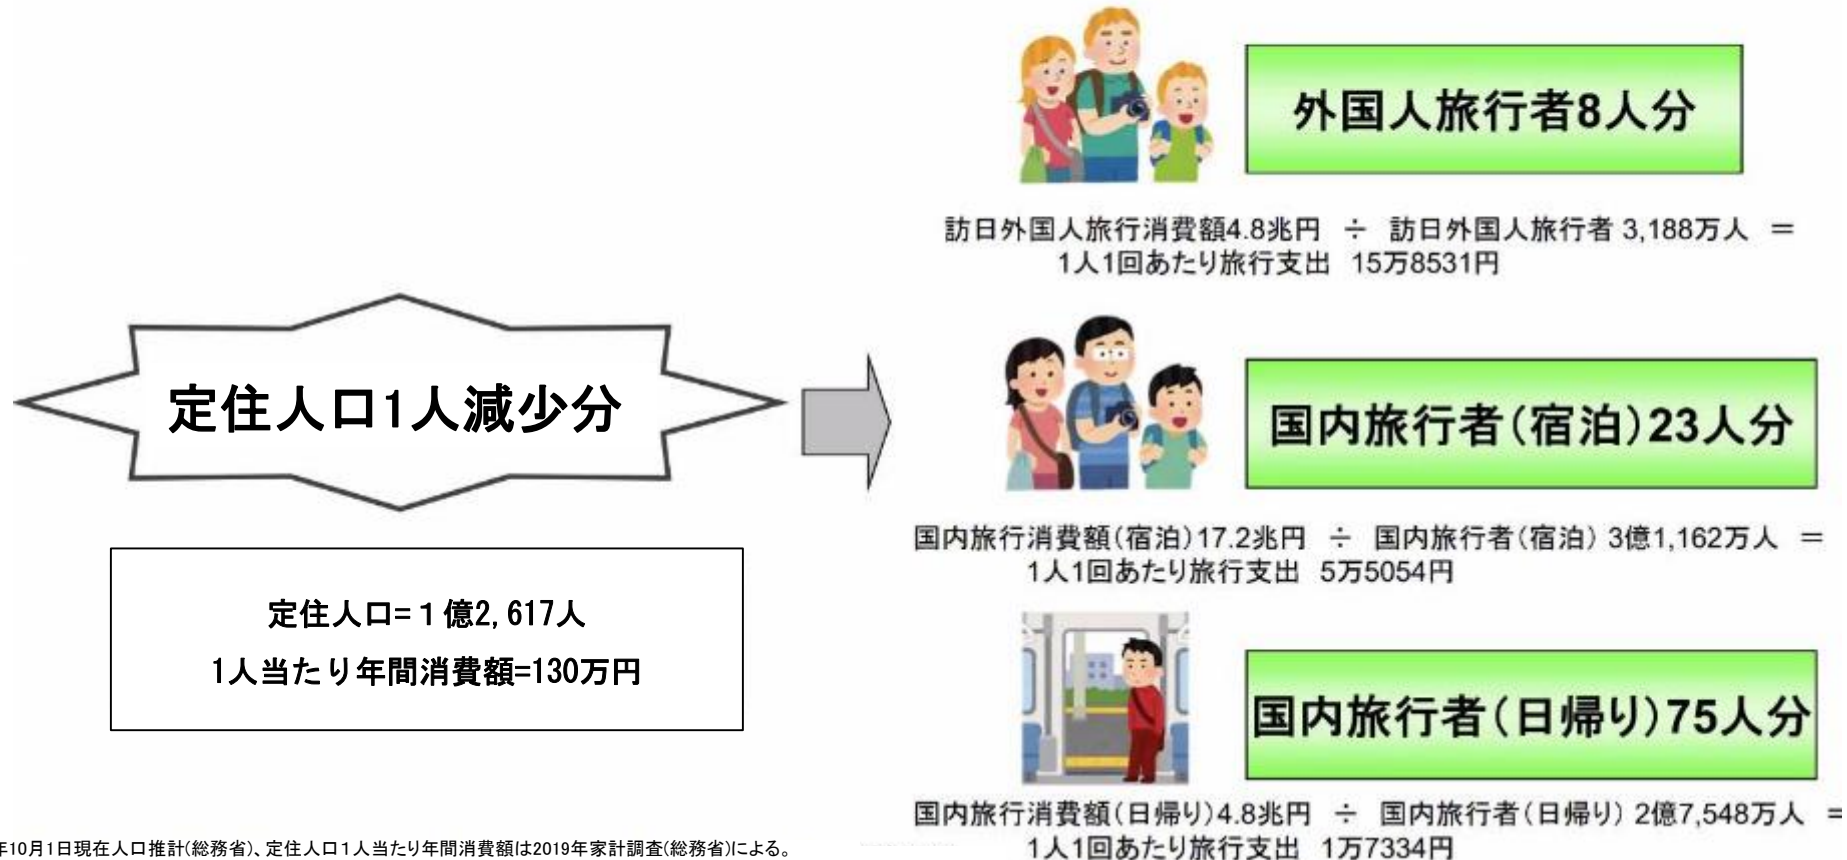 外国人旅行者8人分
訪日外国人旅行消費額4.8兆円 ÷ 訪日外国人旅行者 3,188万人 =
1人1回あたり旅行支出 15万8531円
定住人口1人減少分
国内旅行者(宿泊)23人分
国内旅行消費額(宿泊)17.2兆円 ÷ 国内旅行者(宿泊) 3億1,162万人 =
1人1回あたり旅行支出 5万5054円
定住人口=１億2,617人
1人当たり年間消費額=130万円
国内旅行者(日帰り)75人分
国内旅行消費額(日帰り)4.8兆円 ÷ 国内旅行者(日帰り) 2億7,548万人 =
1人1回あたり旅行支出 1万7334円
年10月1日現在人口推計(総務省)、定住人口１人当たり年間消費額は2019年家計調査(総務省)による。